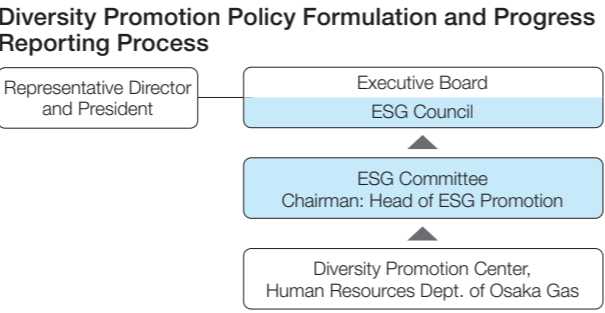 Diversity Promotion Policy Formulation and Progress
Reporting Process
Representative Director
and President
Executive Board
ESG Council
ESG Committee
Chairman: Head of ESG Promotion
Diversity Promotion Center,
Human Resources Dept. of Osaka Gas